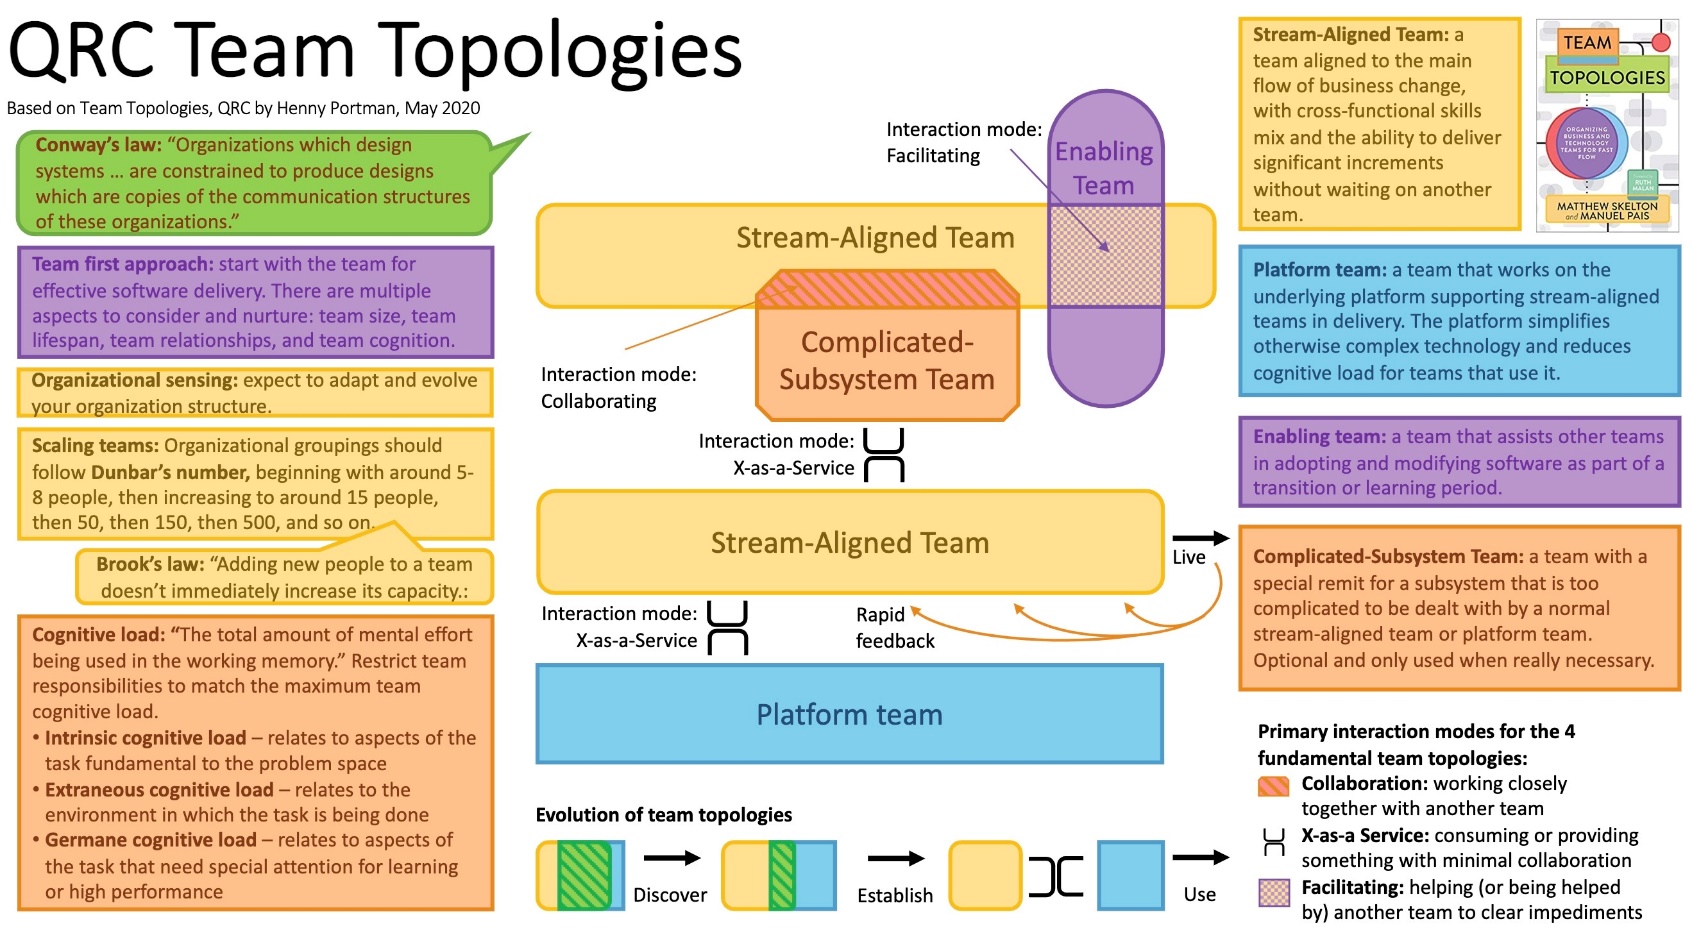 QRC Team Topologies
Based on Team Topologies, QRC by Henny Portman, May 2020
Conway's law: “Organizations which design
systems ... are constrained to produce designs
which are copies of the communication structures
of these organizations.”
Team first approach: start with the team for
effective software delivery. There are multiple
aspects to consider and nurture: team size, team
lifespan, team relationships, and team cognition.
Organizational sensing: expect to adapt and evolve
your organization structure.
Scaling teams: Organizational groupings should
follow Dunbar's number, beginning with around 5-
8 people, then increasing to around 15 people,
then 50, then 150, then 500, and so on.
Brook's law: “Adding new people to a team
doesn't immediately increase its capacity.:
Cognitive load: “The total amount of mental effort
being used in the working memory.” Restrict team
responsibilities to match the maximum team
cognitive load.
• Intrinsic cognitive load – relates to aspects of the
task fundamental to the problem space
• Extraneous cognitive load – relates to the
environment in which the task is being done
• Germane cognitive load – relates to aspects of
the task that need special attention for learning
or high performance
Interaction mode:
Facilitating
Enabling
Team
Stream-Aligned Team
Complicated-
Subsystem Team
Interaction mode:
Collaborating
Interaction mode:
X-as-a-Service
Stream-Aligned Team
Live
Interaction mode:
X-as-a-Service
Rapid
feedback
Platform team
Evolution of team topologies
Discover
Establish
Use
Stream-Aligned Team: a
team aligned to the main
flow of business change,
with cross-functional skills
mix and the ability to deliver
significant increments
without waiting on another
team.
TEAM
TOPOLOGIES
ORGANIZING
BUSINESS AND
TECHNOLOGY
TEAMS FOR FAST
FLOW
RUTH
MALAN
MATTHEW SKELTON
and MANUEL PAIS
Platform team: a team that works on the
underlying platform supporting stream-aligned
teams in delivery. The platform simplifies
otherwise complex technology and reduces
cognitive load for teams that use it.
Enabling team: a team that assists other teams
in adopting and modifying software as part of a
transition or learning period.
Complicated-Subsystem Team: a team with a
special remit for a subsystem that is too
complicated to be dealt with by a normal
stream-aligned team or platform team.
Optional and only used when really necessary.
Primary interaction modes for the 4
fundamental team topologies:
Collaboration: working closely
together with another team
X-as-a Service: consuming or providing
something with minimal collaboration
Facilitating: helping (or being helped
by) another team to clear impediments